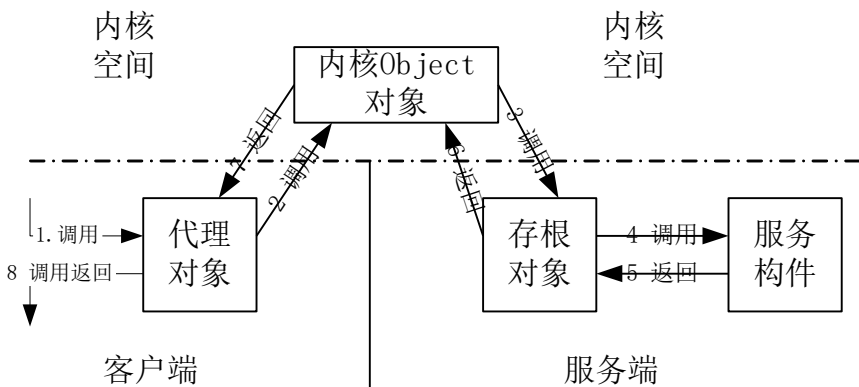 内核
空间
内核Object
对象
内核
空间
7 返回
2 调用
3 调用
6 返回
1.调用
8 调用返回
代理
对象
存根
对象
4 调用
5 返回
服务
构件
客户端
服务端